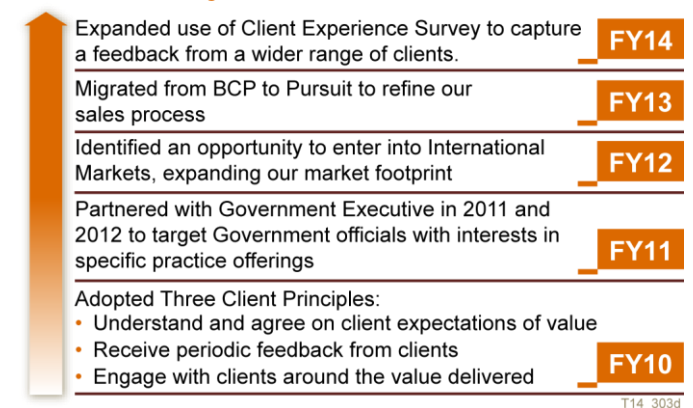 Expanded use of Client Experience Survey to capture
a feedback from a wider range of clients.
FY14
Migrated from BCP to Pursuit to refine our
sales process
FY13
Identified an opportunity to enter into International
Markets, expanding our market footprint
FY12
Partnered with Government Executive in 2011 and
2012 to target Government officials with interests in
specific practice offerings
FY11
Adopted Three Client Principles:
• Understand and agree on client expectations of value
• Receive periodic feedback from clients
• Engage with clients around the value delivered
FY10
T14_303d